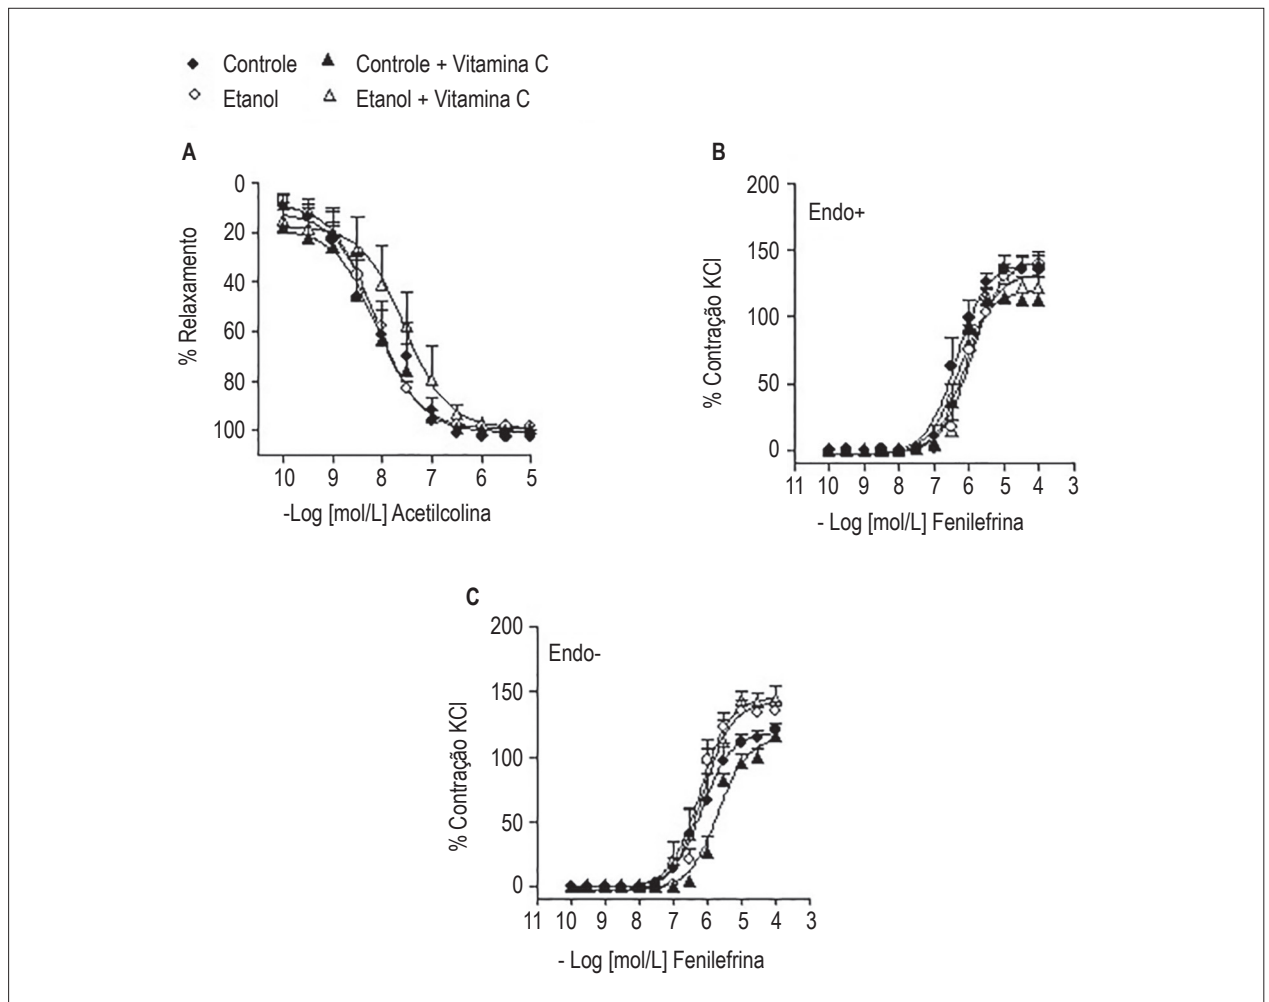 Controle Controle + Vitamina C
Etanol Etanol + Vitamina C
A
0
20
40
60
80
100
% Relaxamento
10 9 8 7 6 5
-Log [mol/L] Acetilcolina
B
Endo+
200
150
100
50
0
% Contração KCl
11 10 9 8 7 6 5 4 3
- Log [mol/L] Fenilefrina
C
Endo-
200
150
100
50
0
% Contração KCl
11 10 9 8 7 6 5 4 3
- Log [mol/L] Fenilefrina